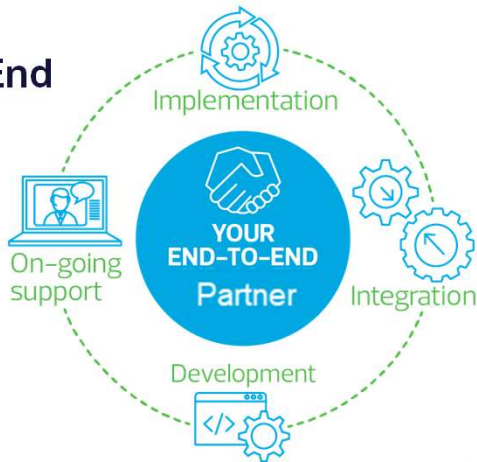 End
Implementation
YOUR
END-TO-END
Partner
On-going
support
Integration
Development
</>